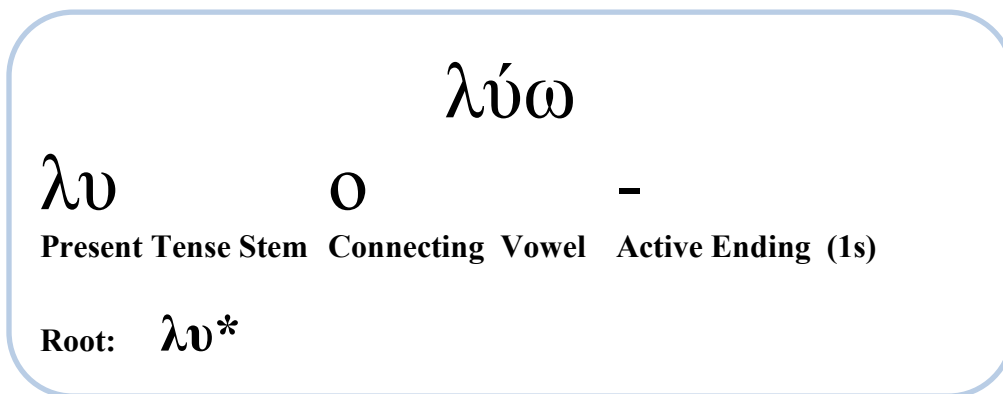 λύω
λυ ο -
Present Tense Stem Connecting Vowel Active Ending (1s)
Root: λυ*